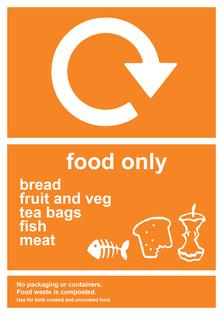 food only
bread
fruit and veg
tea bags
fish
meat
No packaging or containers.
Food waste is composted.
Use for both cooked and uncooked food.